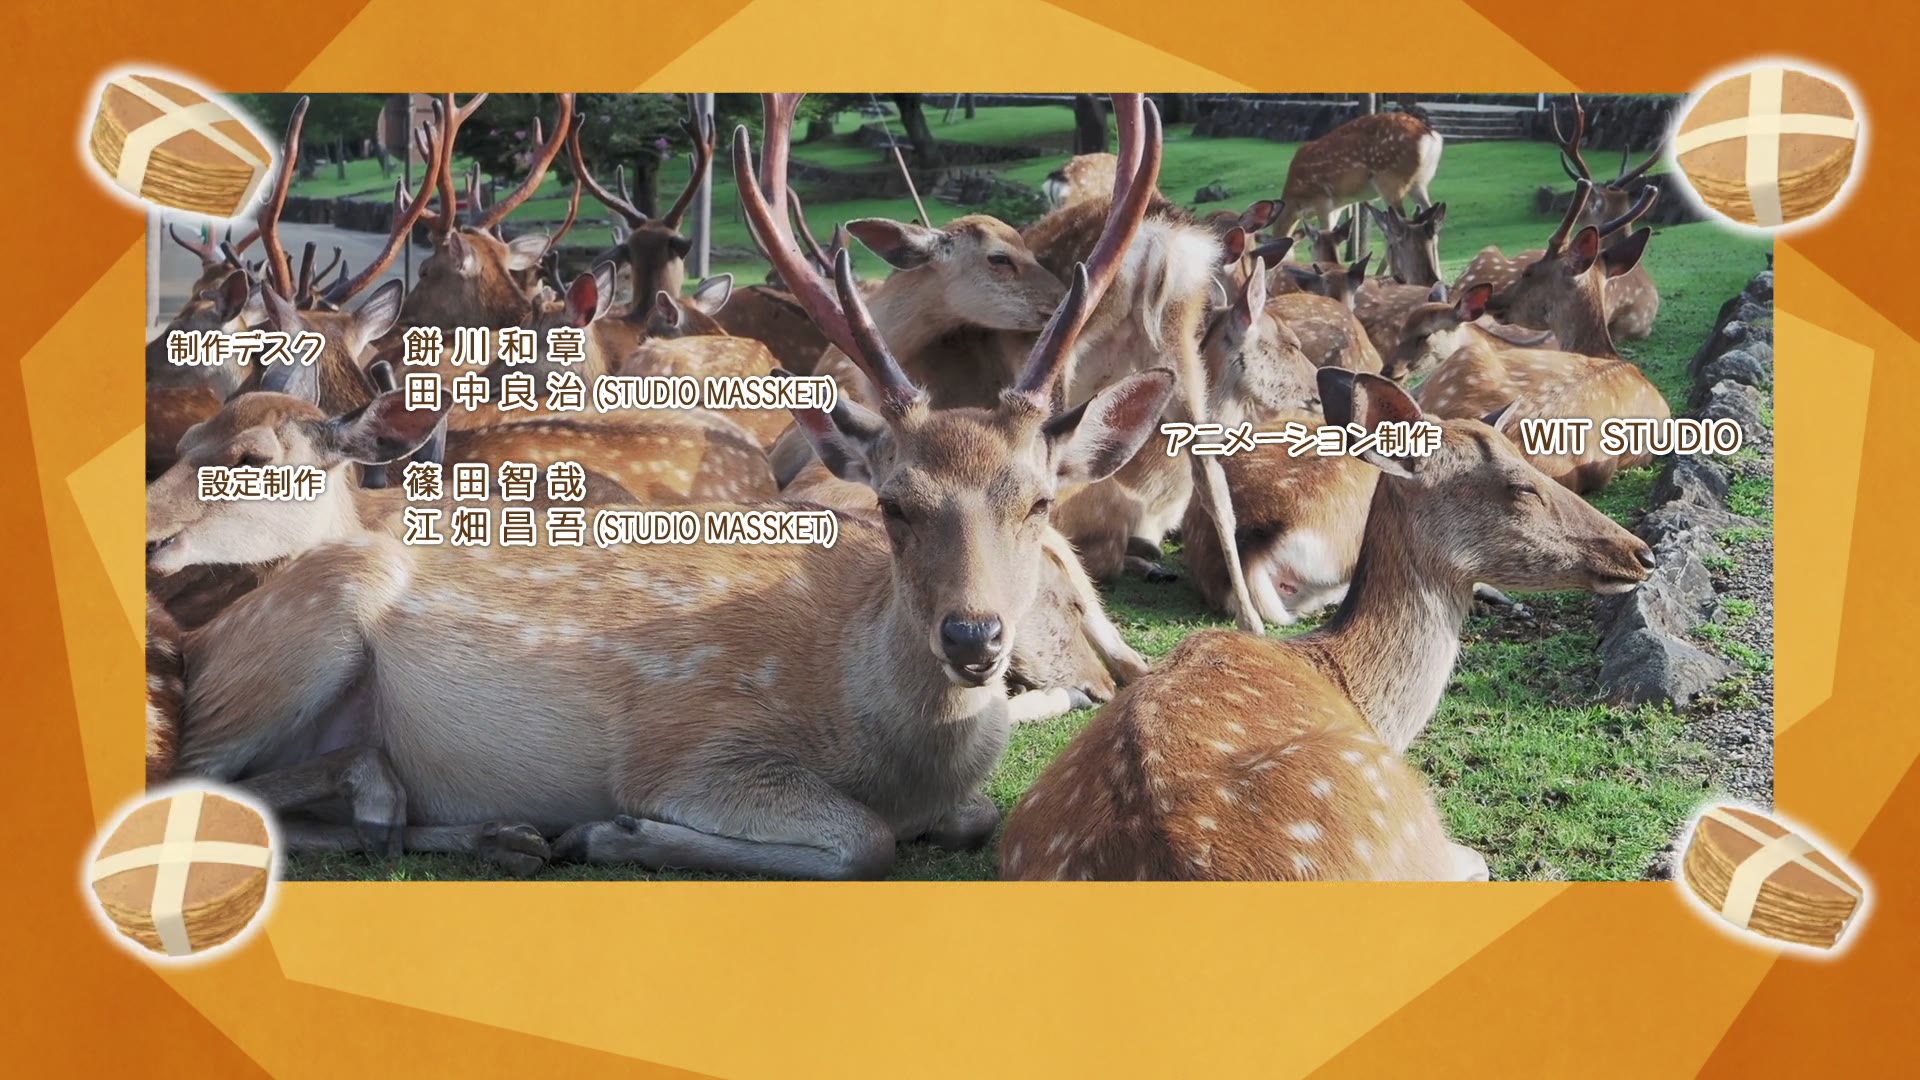 制作デスク 餅川和章
田中良治(STUDIO MASSKET)
設定制作 篠田智哉
江畑昌吾(STUDIO MASSKET)
アニメーション制作 WIT STUDIO